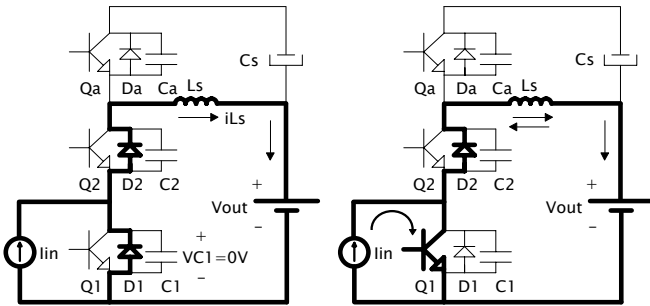 Cs
Qa Da Ca Ls
iLs
Q2 D2 C2
+
Vout
−
Iin
+
VC1=0V
−
Q1 D1 C1
Cs
Qa Da Ca Ls
Q2 D2 C2
+
Vout
−
Iin
Q1 D1 C1